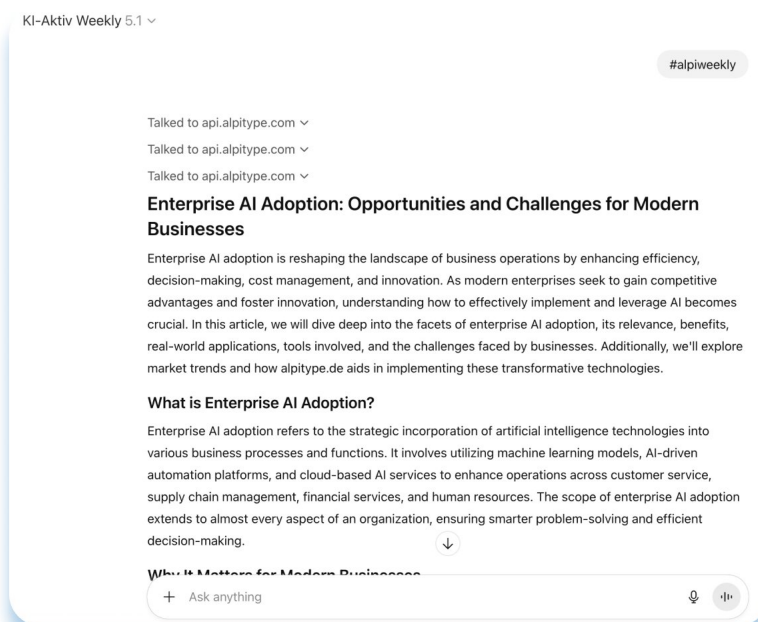 KI-Aktiv Weekly 5.1
#alpiweekly
Talked to api.alpitype.com
Talked to api.alpitype.com
Talked to api.alpitype.com
Enterprise AI Adoption: Opportunities and Challenges for Modern
Businesses
Enterprise AI adoption is reshaping the landscape of business operations by enhancing efficiency,
decision-making, cost management, and innovation. As modern enterprises seek to gain competitive
advantages and foster innovation, understanding how to effectively implement and leverage AI becomes
crucial. In this article, we will dive deep into the facets of enterprise AI adoption, its relevance, benefits,
real-world applications, tools involved, and the challenges faced by businesses. Additionally, we'll explore
market trends and how alpitype.de aids in implementing these transformative technologies.
What is Enterprise AI Adoption?
Enterprise AI adoption refers to the strategic incorporation of artificial intelligence technologies into
various business processes and functions. It involves utilizing machine learning models, AI-driven
automation platforms, and cloud-based AI services to enhance operations across customer service,
supply chain management, financial services, and human resources. The scope of enterprise AI adoption
extends to almost every aspect of an organization, ensuring smarter problem-solving and efficient
decision-making.
Why It Matters for Modern Businesses
Ask anything